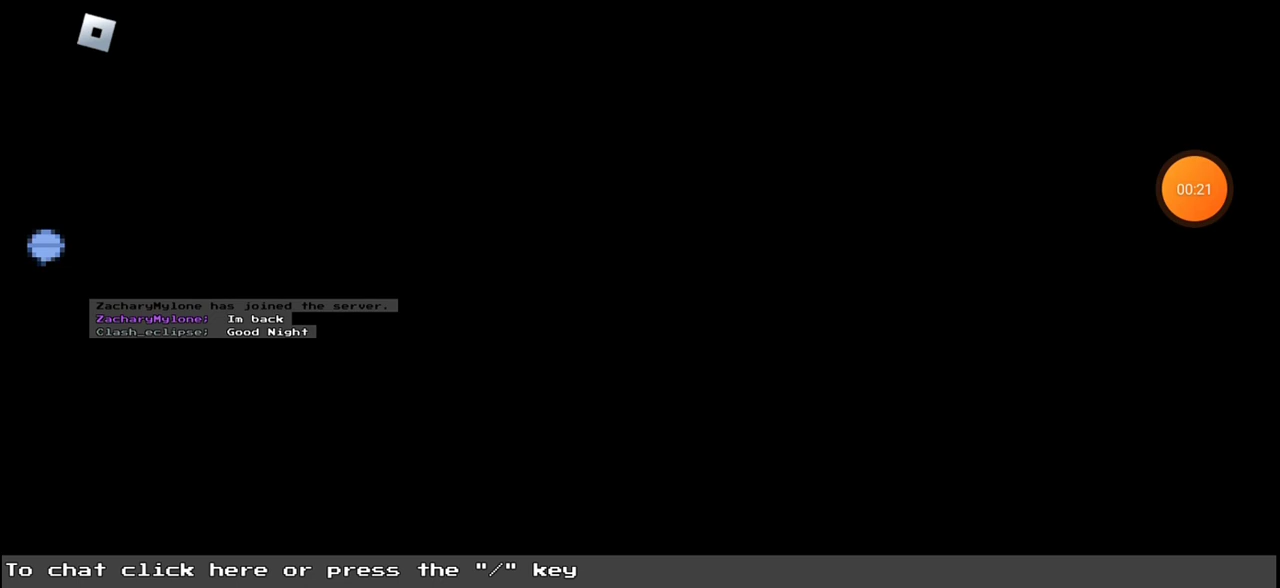 00:21
ZacharyMylone has joined the server.
ZacharyMylone: Im back
Clash_eclipse: Good Night
To chat click here or press the "/" key